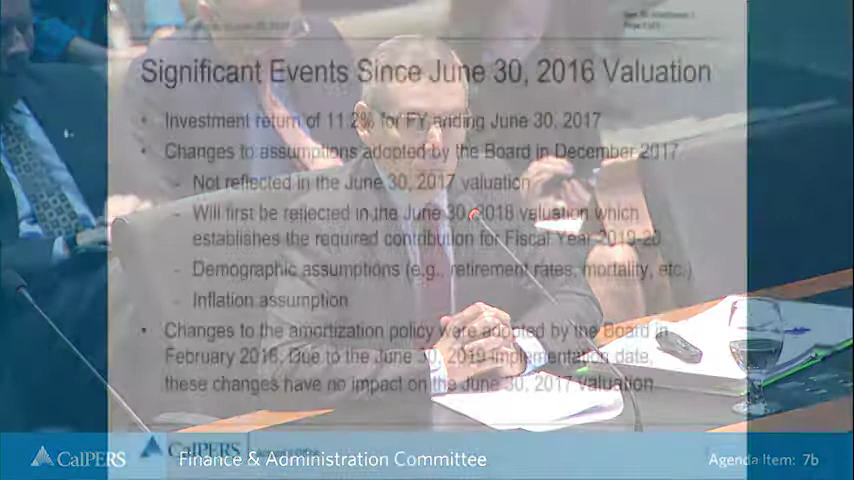 Significant Events Since June 30, 2016 Valuation
• Investment return of 11.2% for FY ending June 30, 2017
• Changes to assumptions adopted by the Board in December 2017
- Not reflected in the June 30, 2017 valuation
- Will first be reflected in the June 30, 2018 valuation which
establishes the required contribution for Fiscal Year 2019-20
- Demographic assumptions (e.g., retirement rates, mortality, etc.)
- Inflation assumption
• Changes to the amortization policy were adopted by the Board in
February 2018. Due to the June 30, 2019 implementation date,
these changes have no impact on the June 30, 2017 valuation
CalPERS
CalPERS
Finance & Administration Committee
Agenda Item: 7b